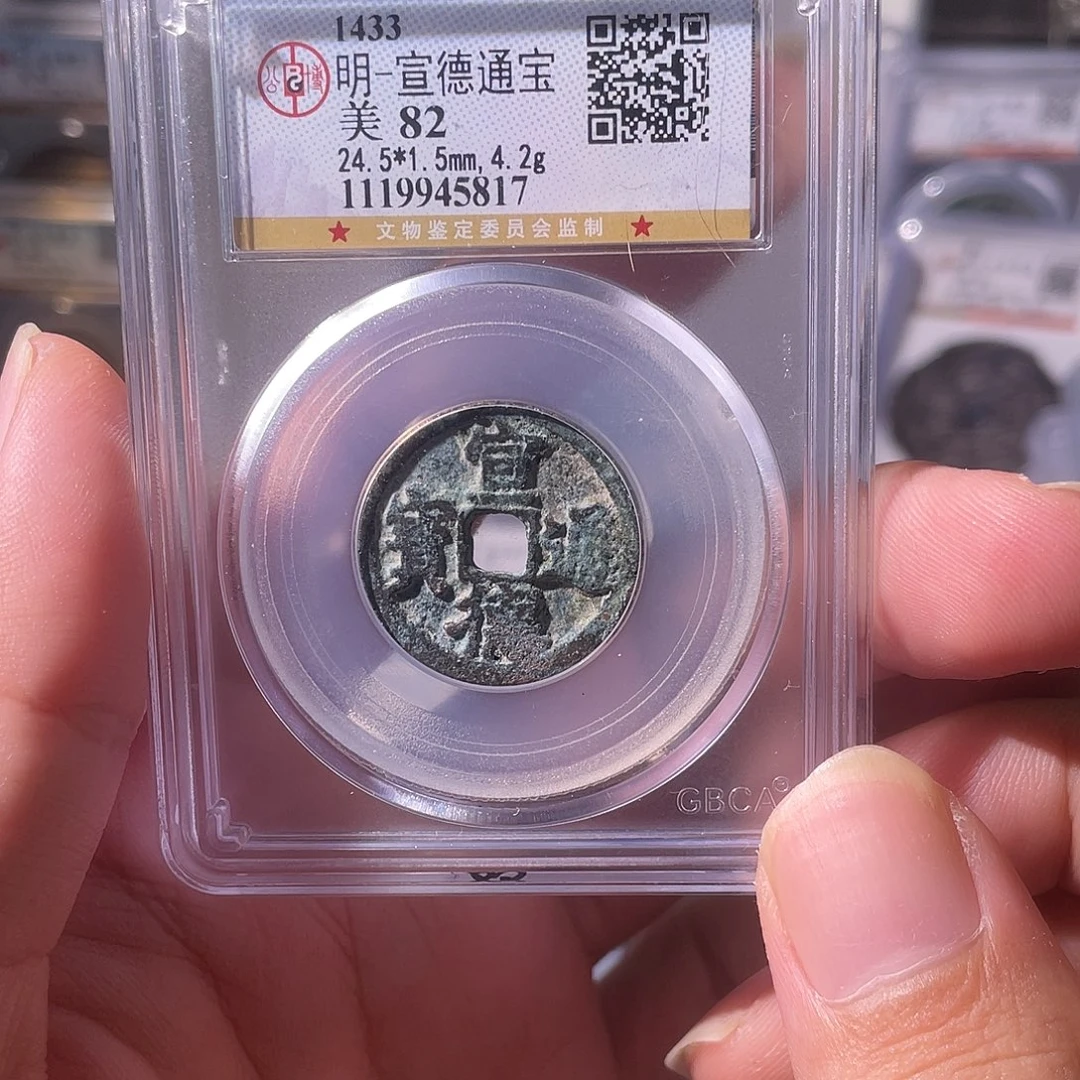 1433
明-宣德通宝
美 82
24.5*1.5mm,4.2g
1119945817
★ 文物鉴定委员会监制 ★
宣
寶 通
德
GBCA